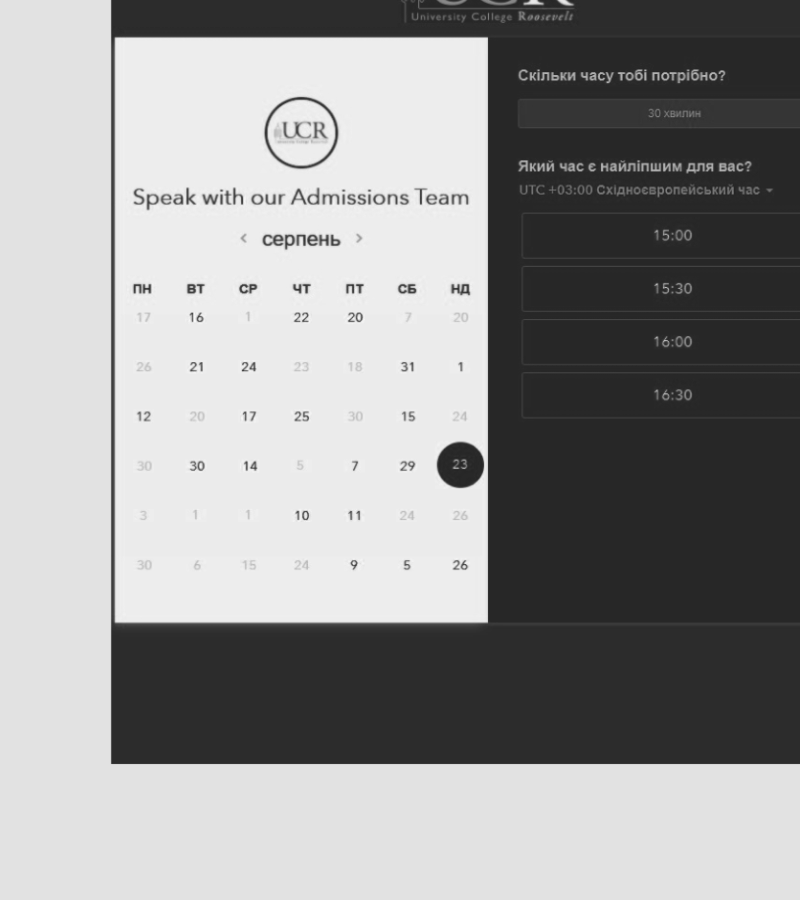 UCR
University College Roosevelt
UCR
Speak with our Admissions Team
< серпень >
ПН ВТ СР ЧТ ПТ СБ НД
17 16 1 22 20 7 20
26 21 24 23 18 31 1
12 20 17 25 30 15 24
30 30 14 5 7 29 23
3 1 1 10 11 24 26
30 6 15 24 9 5 26
Скільки часу тобі потрібно?
30 хвилин
Який час є найліпшим для вас?
UTC +03:00 Східноєвропейський час
15:00
15:30
16:00
16:30